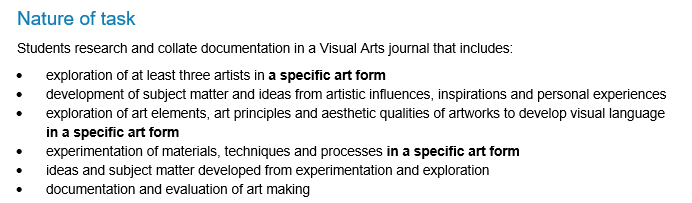 Nature of task
Students research and collate documentation in a Visual Arts journal that includes:
• exploration of at least three artists in a specific art form
• development of subject matter and ideas from artistic influences, inspirations and personal experiences
• exploration of art elements, art principles and aesthetic qualities of artworks to develop visual language
in a specific art form
• experimentation of materials, techniques and processes in a specific art form
• ideas and subject matter developed from experimentation and exploration
• documentation and evaluation of art making